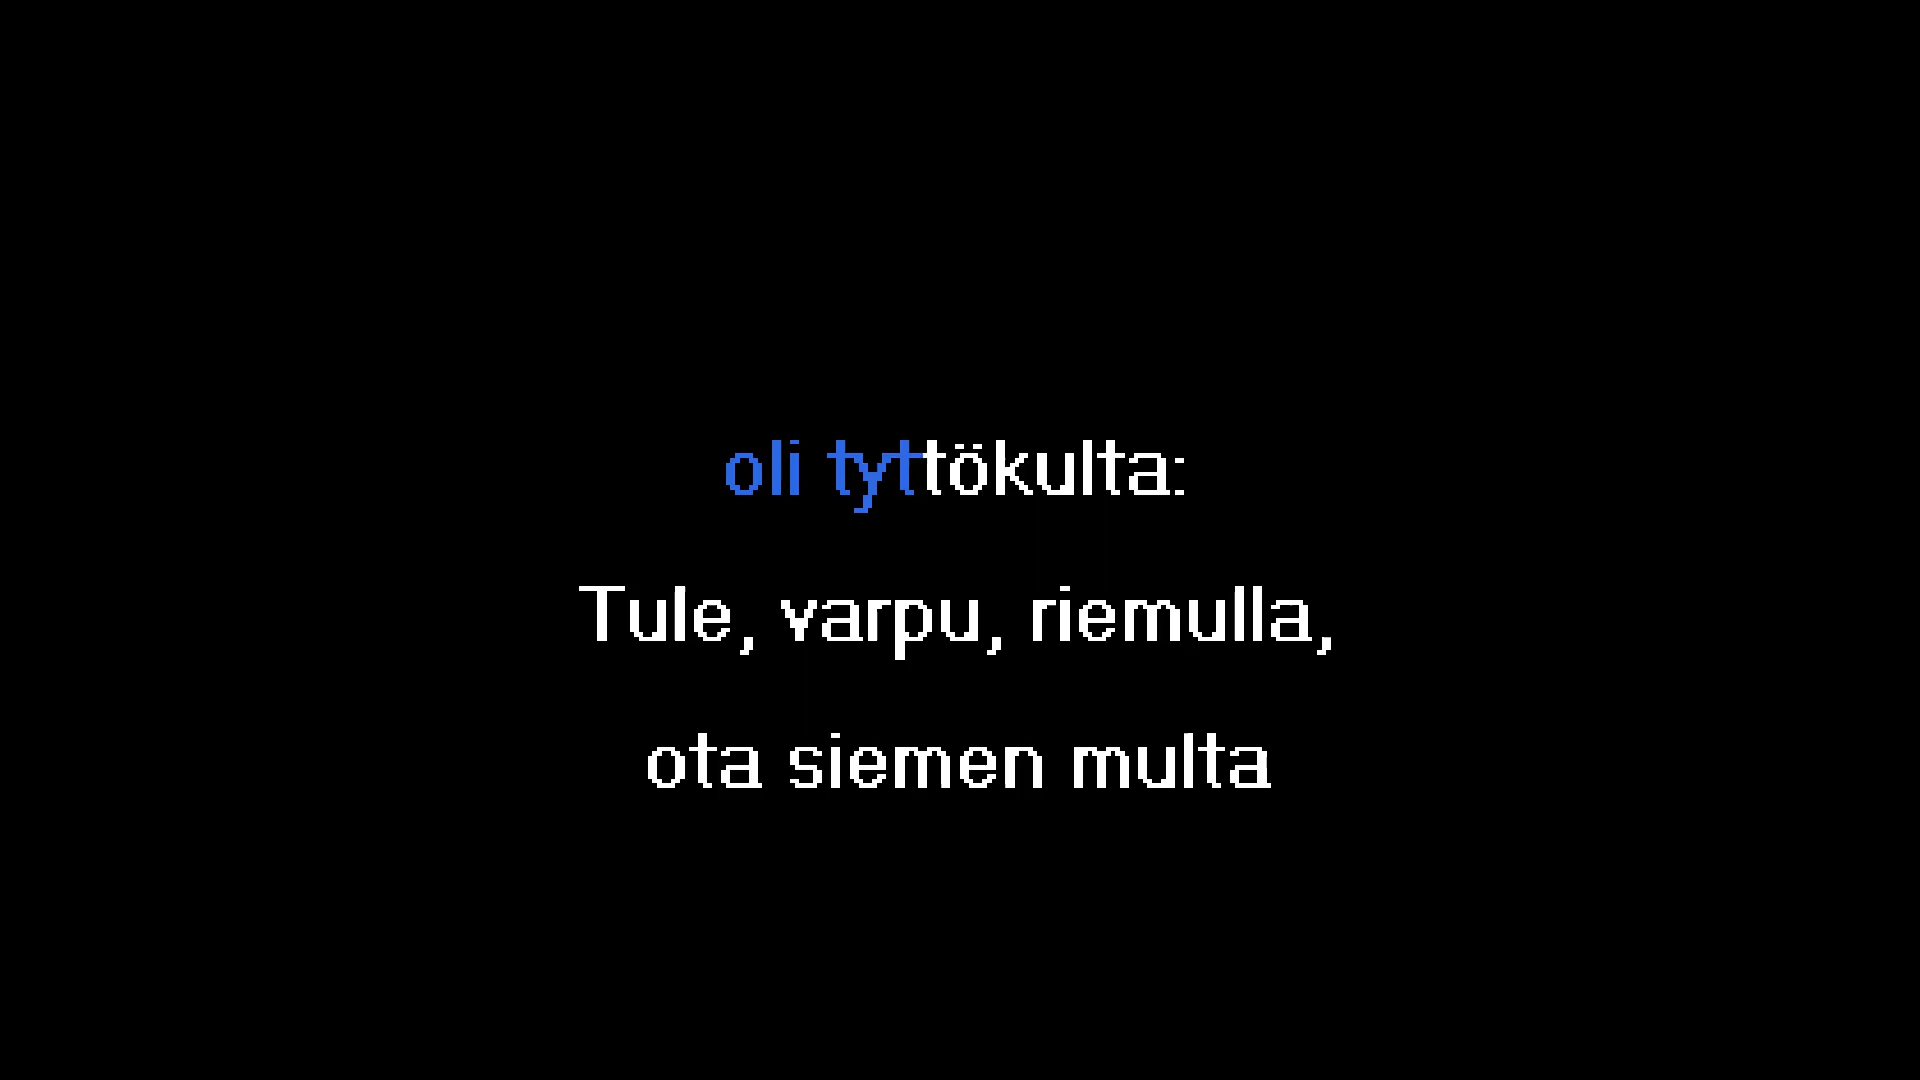 oli tyttökulta:
Tule, varpu, riemulla,
ota siemen multa